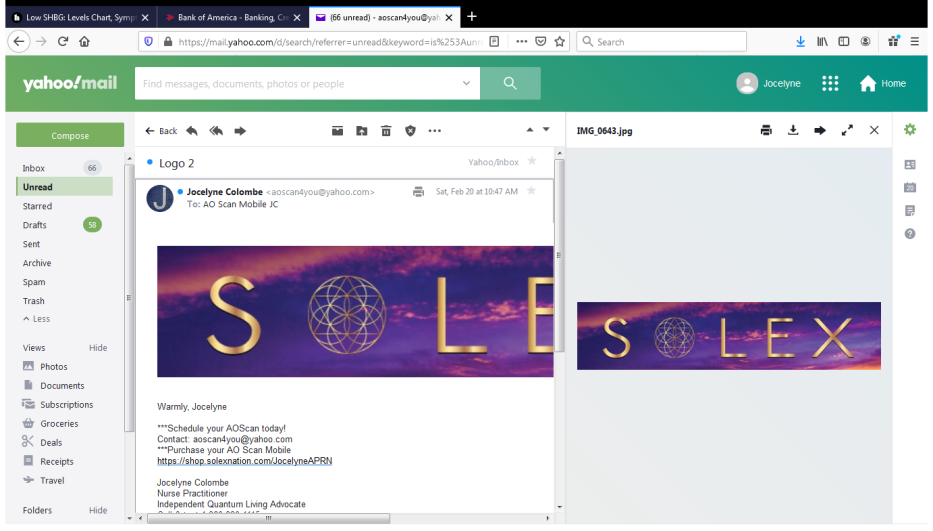 Low SHBG: Levels Chart, Sympt
Bank of America - Banking, Cre
(66 unread) - aoscan4you@yah
https://mail.yahoo.com/d/search/referrer=unread&keyword=is%253Aunre
Search
yahoo!mail
Find messages, documents, photos or people
Jocelyne
Home
Compose
Inbox 66
Unread
Starred
Drafts 58
Sent
Archive
Spam
Trash
Less
Views Hide
Photos
Documents
Subscriptions
Groceries
Deals
Receipts
Travel
Folders Hide
Back
Logo 2
Yahoo/Inbox
Jocelyne Colombe <aoscan4you@yahoo.com>
Sat, Feb 20 at 10:47 AM
To: AO Scan Mobile JC
J
SOLE
Warmly, Jocelyne
***Schedule your AOScan today!
Contact: aoscan4you@yahoo.com
***Purchase your AO Scan Mobile
https://shop.solexnation.com/JocelyneAPRN
Jocelyne Colombe
Nurse Practitioner
Independent Quantum Living Advocate
IMG_0643.jpg
SOLEX
20